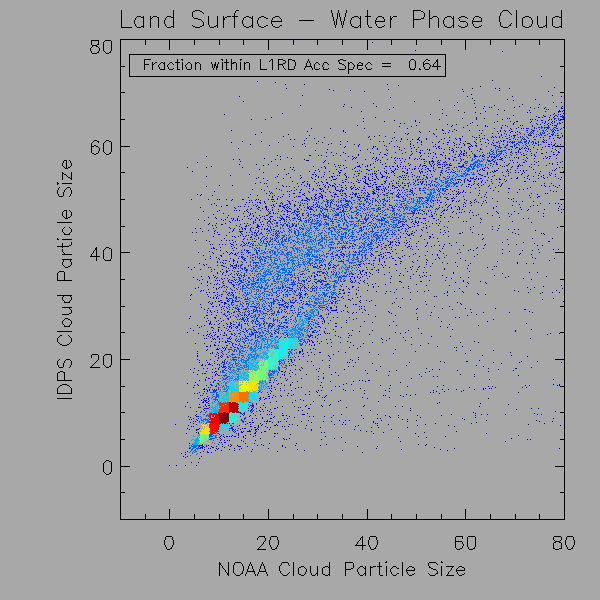 Land Surface – Water Phase Cloud
Fraction within L1RD Acc Spec = 0.64
80
60
40
20
0
IDPS Cloud Particle Size
0 20 40 60 80
NOAA Cloud Particle Size